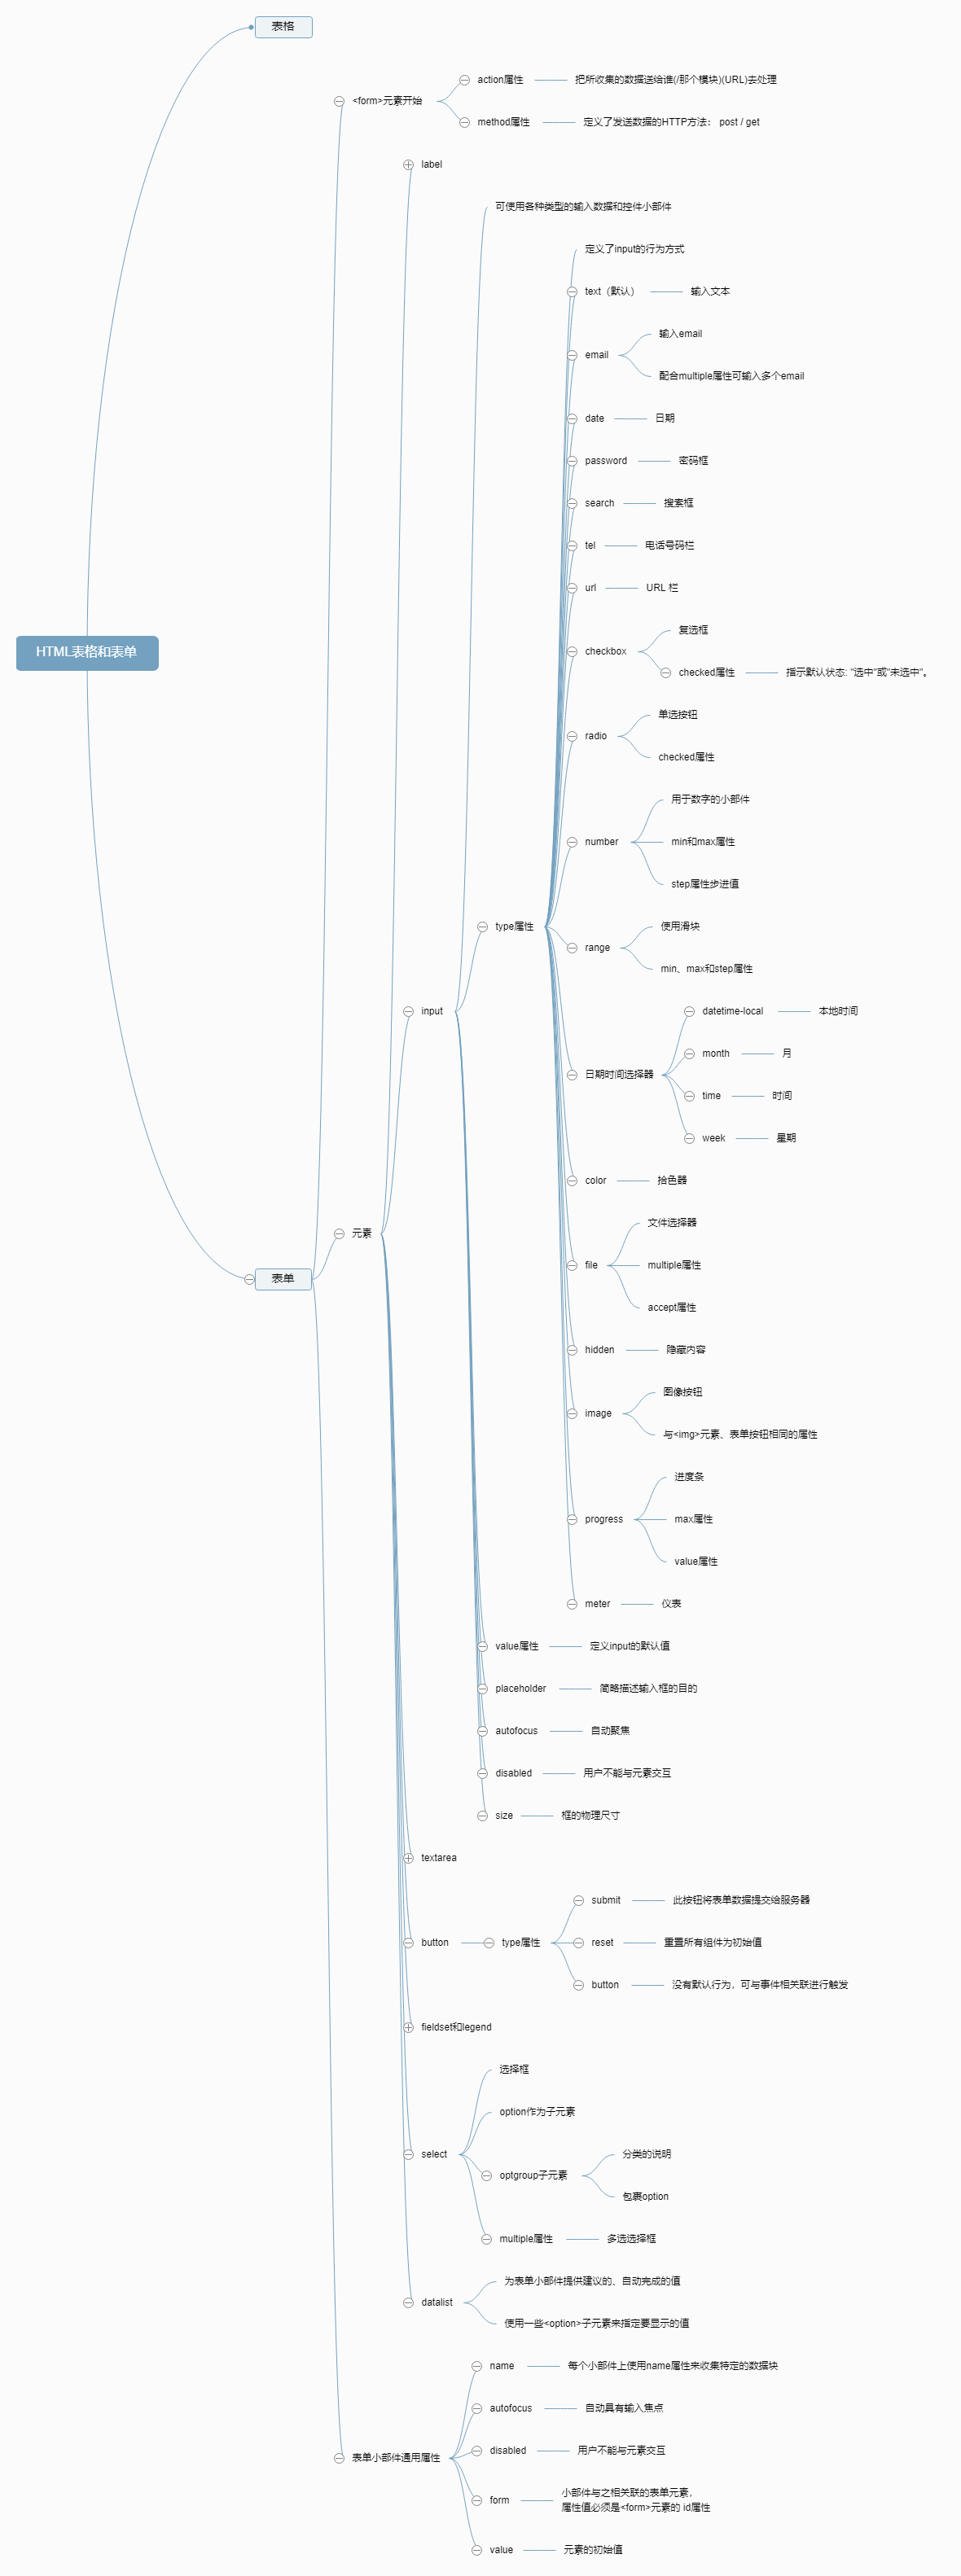 表格
action属性
把所收集的数据送给谁(/那个模块)(URL)去处理
<form>元素开始
method属性
定义了发送数据的HTTP方法： post / get
label
可使用各种类型的输入数据和控件小部件
定义了input的行为方式
text（默认）
输入文本
输入email
email
配合multiple属性可输入多个email
date
日期
password
密码框
search
搜索框
tel
电话号码栏
url
URL 栏
HTML表格和表单
复选框
checkbox
checked属性
指示默认状态: "选中"或"未选中"。
单选按钮
radio
checked属性
用于数字的小部件
number
min和max属性
step属性步进值
type属性
使用滑块
range
min、max和step属性
input
datetime-local
本地时间
month
月
日期时间选择器
time
时间
week
星期
color
拾色器
元素
文件选择器
file
multiple属性
表单
accept属性
hidden
隐藏内容
图像按钮
image
与<img>元素、表单按钮相同的属性
进度条
progress
max属性
value属性
meter
仪表
value属性
定义input的默认值
placeholder
简略描述输入框的目的
autofocus
自动聚焦
disabled
用户不能与元素交互
size
框的物理尺寸
textarea
submit
此按钮将表单数据提交给服务器
button
type属性
reset
重置所有组件为初始值
button
没有默认行为，可与事件相关联进行触发
fieldset和legend
选择框
option作为子元素
select
分类的说明
optgroup子元素
包裹option
multiple属性
多选选择框
为表单小部件提供建议的、自动完成的值
datalist
使用一些<option>子元素来指定要显示的值
name
每个小部件上使用name属性来收集特定的数据块
autofocus
自动具有输入焦点
表单小部件通用属性
disabled
用户不能与元素交互
form
小部件与之相关联的表单元素，
属性值必须是<form>元素的 id属性
value
元素的初始值